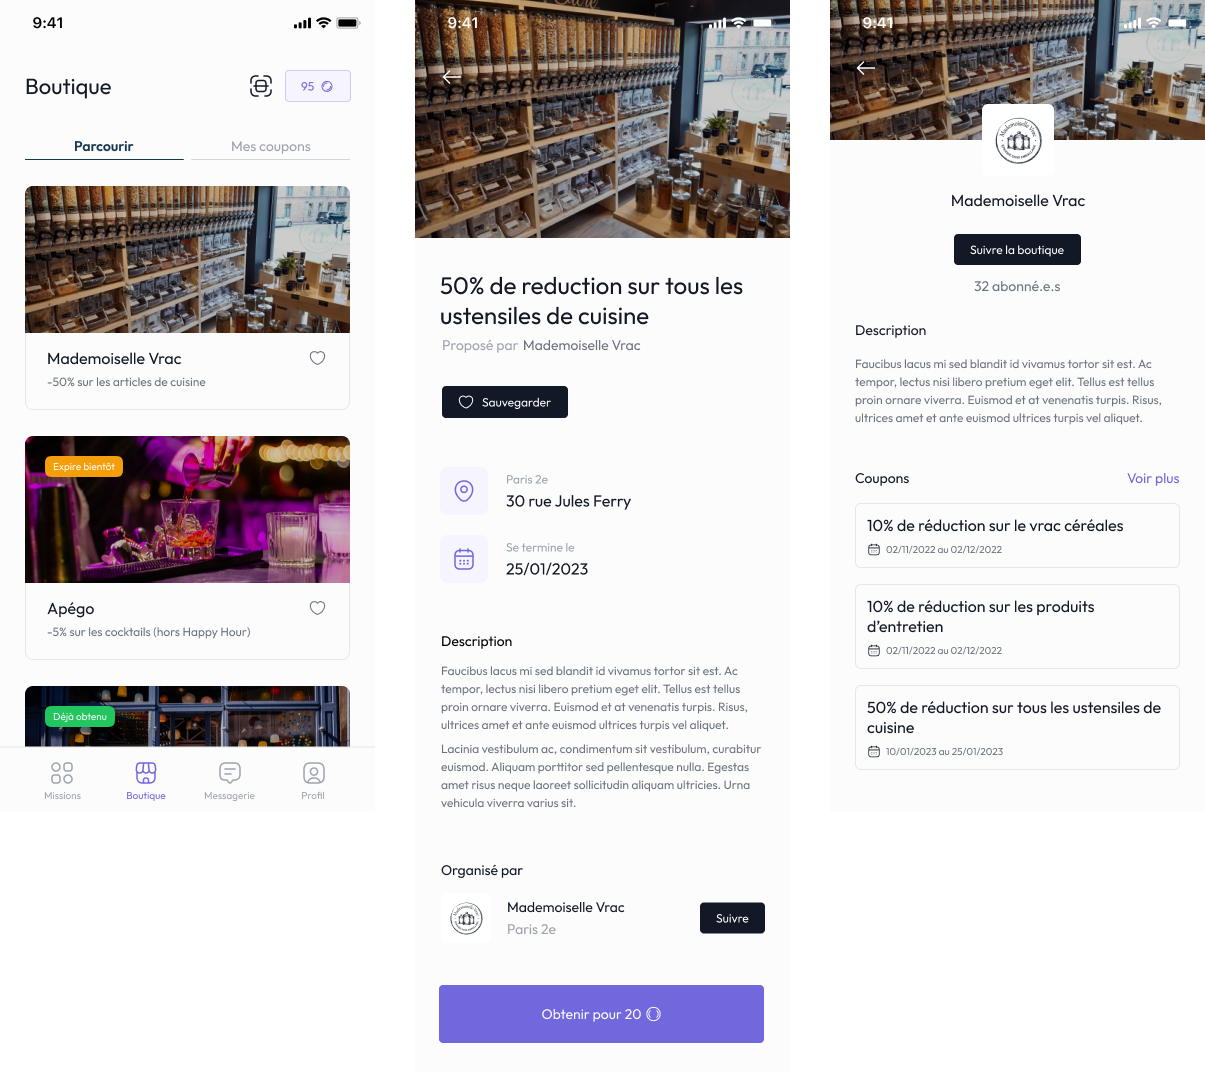 9:41
Boutique
95
Parcourir
Mes coupons
Mademoiselle Vrac
-50% sur les articles de cuisine
Expire bientôt
Apégo
-5% sur les cocktails (hors Happy Hour)
Déjà obtenu
Missions
Boutique
Messagerie
Profil
9:41
50% de reduction sur tous les
ustensiles de cuisine
Proposé par Mademoiselle Vrac
Sauvegarder
Paris 2e
30 rue Jules Ferry
Se termine le
25/01/2023
Description
Faucibus lacus mi sed blandit id vivamus tortor sit est. Ac
tempor, lectus nisi libero pretium eget elit. Tellus est tellus
proin ornare viverra. Euismod et at venenatis turpis. Risus,
ultrices amet et ante euismod ultrices turpis vel aliquet.
Lacinia vestibulum ac, condimentum sit vestibulum, curabitur
euismod. Aliquam porttitor sed pellentesque nulla. Egestas
amet risus neque laoreet sollicitudin aliquam ultricies. Urna
vehicula viverra varius sit.
Organisé par
Mademoiselle Vrac
Paris 2e
Suivre
Obtenir pour 20
9:41
Mademoiselle Vrac
Mademoiselle Vrac
Suivre la boutique
32 abonné.e.s
Description
Faucibus lacus mi sed blandit id vivamus tortor sit est. Ac
tempor, lectus nisi libero pretium eget elit. Tellus est tellus
proin ornare viverra. Euismod et at venenatis turpis. Risus,
ultrices amet et ante euismod ultrices turpis vel aliquet.
Coupons
Voir plus
10% de réduction sur le vrac céréales
02/11/2022 au 02/12/2022
10% de réduction sur les produits
d'entretien
02/11/2022 au 02/12/2022
50% de réduction sur tous les ustensiles de
cuisine
10/01/2023 au 25/01/2023